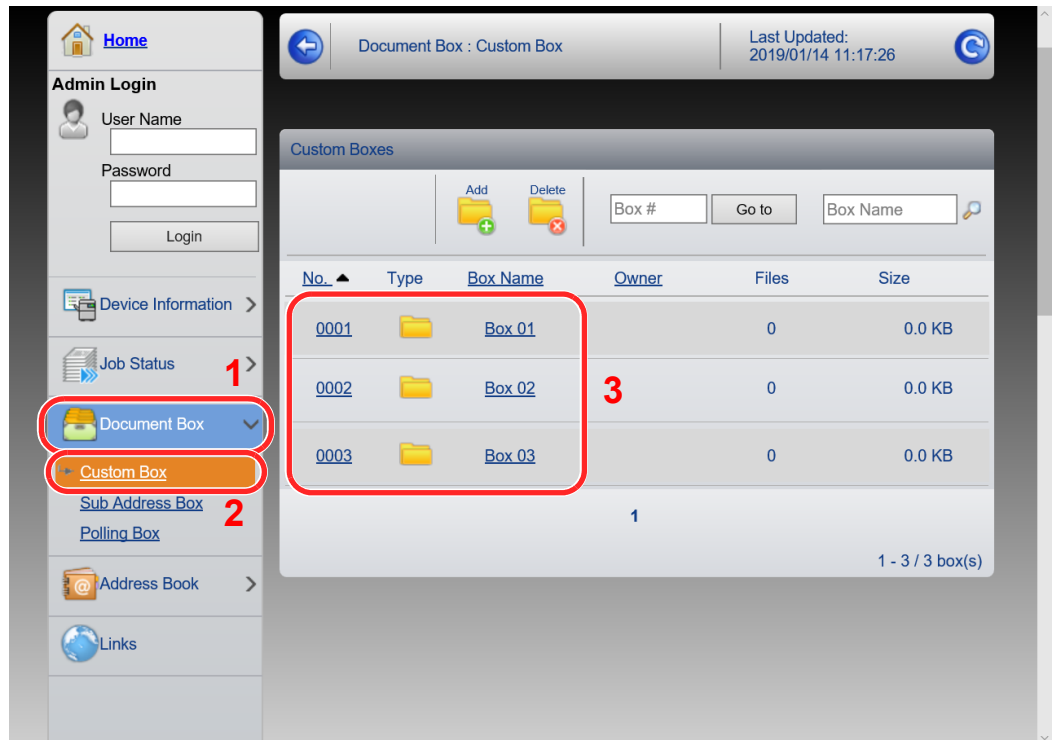 Home
Admin Login
User Name
Password
Login
Device Information
Job Status
1
Document Box
Custom Box
Sub Address Box
2
Polling Box
Address Book
Links
Document Box : Custom Box
Last Updated:
2019/01/14 11:17:26
Custom Boxes
Add Delete
Box # Go to Box Name
No. Type Box Name Owner Files Size
0001 Box 01 0 0.0 KB
0002 Box 02 3 0 0.0 KB
0003 Box 03 0 0.0 KB
1
1 - 3 / 3 box(s)